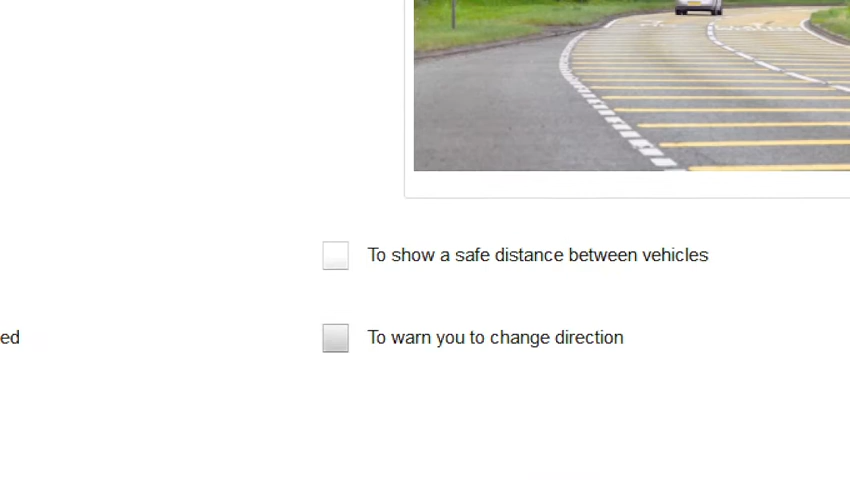 To show a safe distance between vehicles
ed
To warn you to change direction